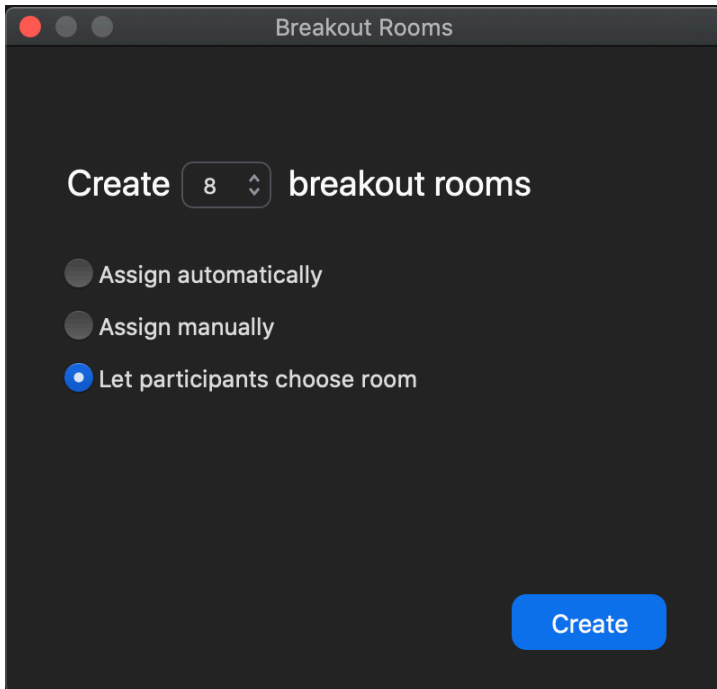 Breakout Rooms
Create 8 breakout rooms
Assign automatically
Assign manually
Let participants choose room
Create